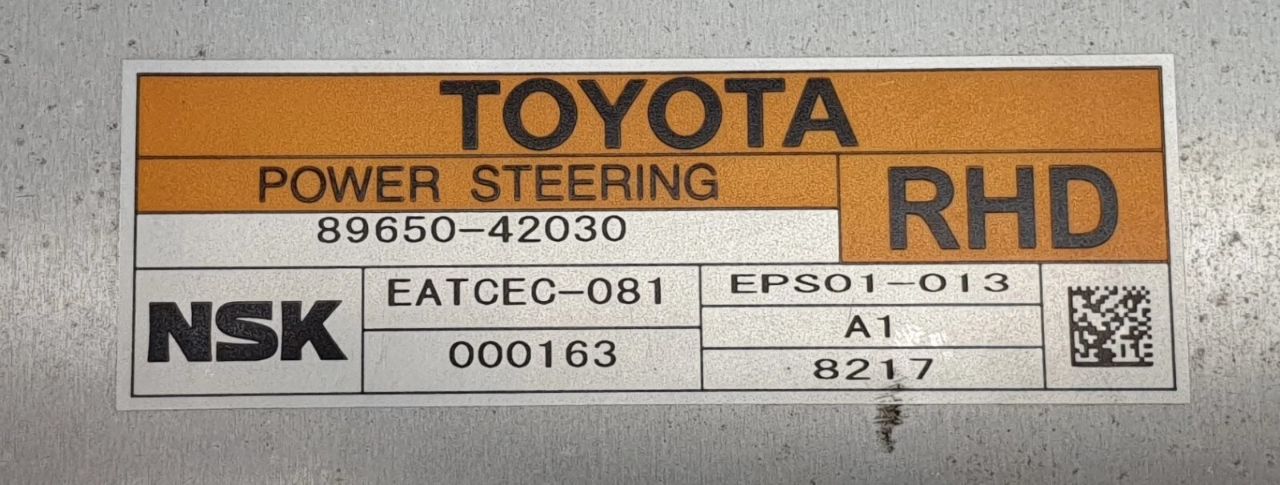 TOYOTA
POWER STEERING
RHD
89650-42030
NSK
EATCEC-081
EPS01-013
A1
000163
8217